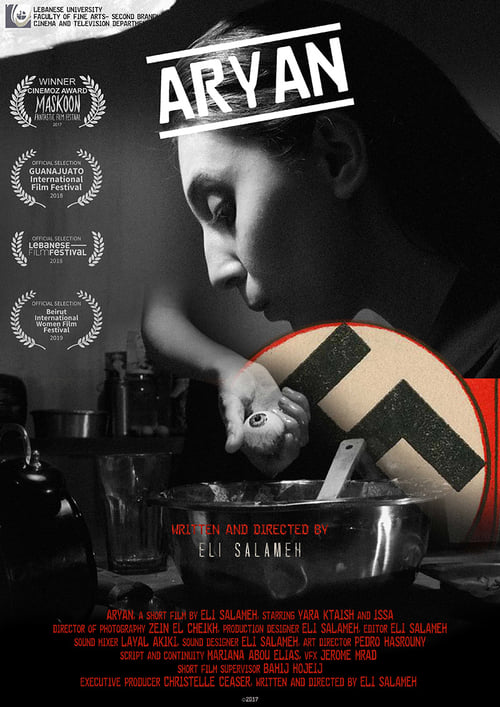 LEBANESE UNIVERSITY
FACULTY OF FINE ARTS- SECOND BRANCH
CINEMA AND TELEVISION DEPARTMENT
ARYAN
WINNER
CINEMOZ AWARD
MASKOON
FANTASTIC FILM FESTIVAL
2017
OFFICIAL SELECTION
GUANAJUATO
International
Film Festival
2018
OFFICIAL SELECTION
LEBANESE
FILMFESTIVAL
2018
OFFICIAL SELECTION
Beirut
International
Women Film
Festival
2019
WRITTEN AND DIRECTED BY
ELI SALAMEH
ARYAN, A SHORT FILM BY ELI SALAMEH, STARRING YARA KTAISH AND ISSA
DIRECTOR OF PHOTOGRAPHY ZEIN EL CHEIKH, PRODUCTION DESIGNER ELI SALAMEH, EDITOR ELI SALAMEH
SOUND MIXER LAYAL AKIKI, SOUND DESIGNER ELI SALAMEH, ART DIRECTOR PEDRO HASROUNY
SCRIPT AND CONTINUITY MARIANA ABOU ELIAS, VFX JEROME MRAD
SHORT FILM SUPERVISOR BAHIJ HOJEIJ
EXECUTIVE PRODUCER CHRISTELLE CEASER, WRITTEN AND DIRECTED BY ELI SALAMEH
©2017